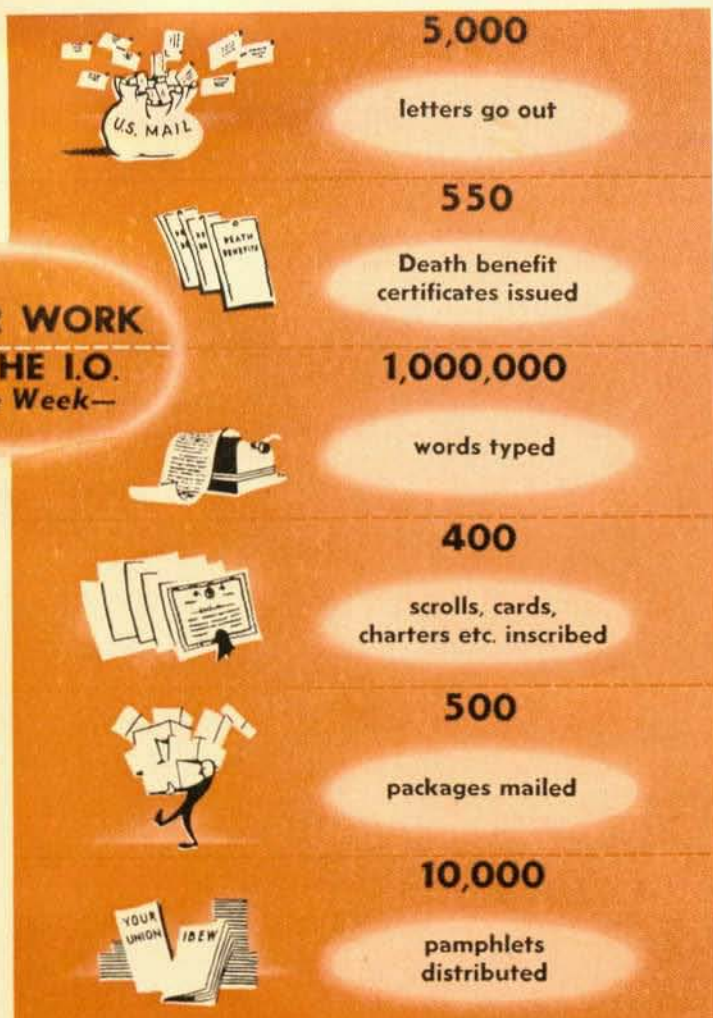 5,000
letters go out
U.S. MAIL
550
Death benefit
certificates issued
DEATH
BENEFITS
WORK
THE I.O.
Week—
1,000,000
words typed
400
scrolls, cards,
charters etc. inscribed
500
packages mailed
10,000
pamphlets
distributed
YOUR
UNION
IBEW